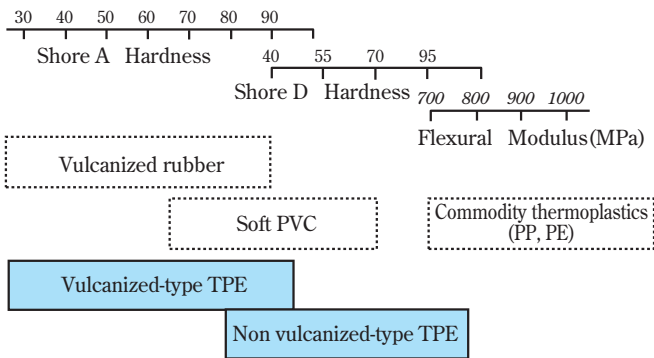 30 40 50 60 70 80 90
Shore A Hardness
40 55 70 95
Shore D Hardness
700 800 900 1000
Flexural Modulus(MPa)
Vulcanized rubber
Soft PVC
Commodity thermoplastics
(PP, PE)
Vulcanized-type TPE
Non vulcanized-type TPE